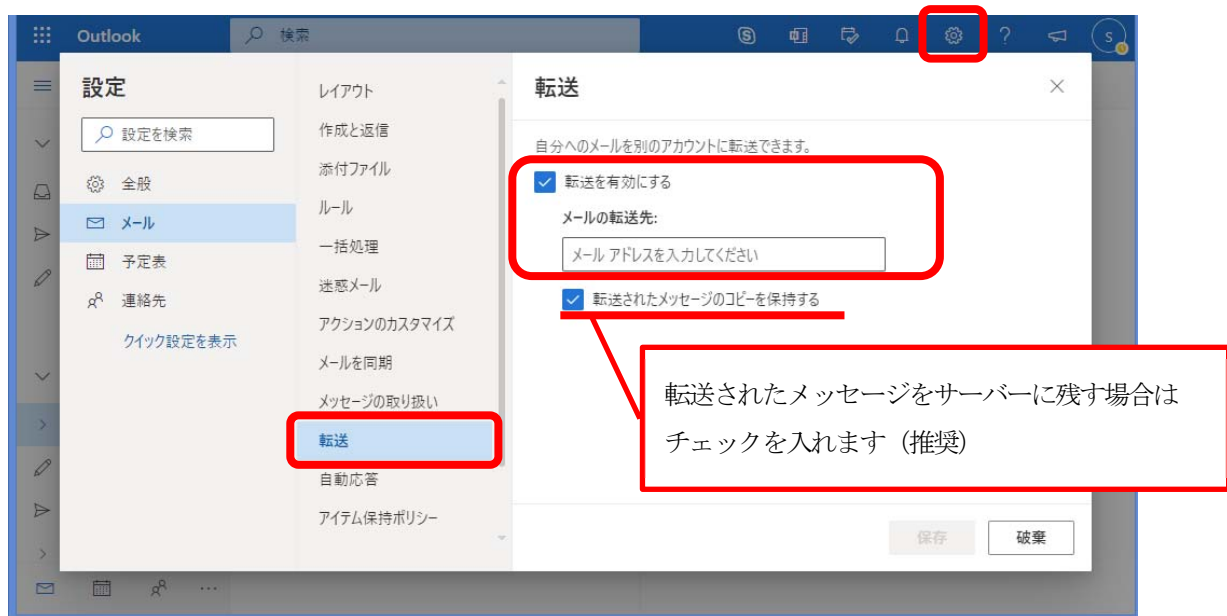 Outlook
検索
S
?
S
設定
設定を検索
全般
メール
予定表
連絡先
クイック設定を表示
レイアウト
作成と返信
添付ファイル
ルール
一括処理
迷惑メール
アクションのカスタマイズ
メールを同期
メッセージの取り扱い
転送
自動応答
アイテム保持ポリシー
転送
自分へのメールを別のアカウントに転送できます。
転送を有効にする
メールの転送先:
メール アドレスを入力してください
転送されたメッセージのコピーを保持する
転送されたメッセージをサーバーに残す場合は
チェックを入れます（推奨）
保存
破棄